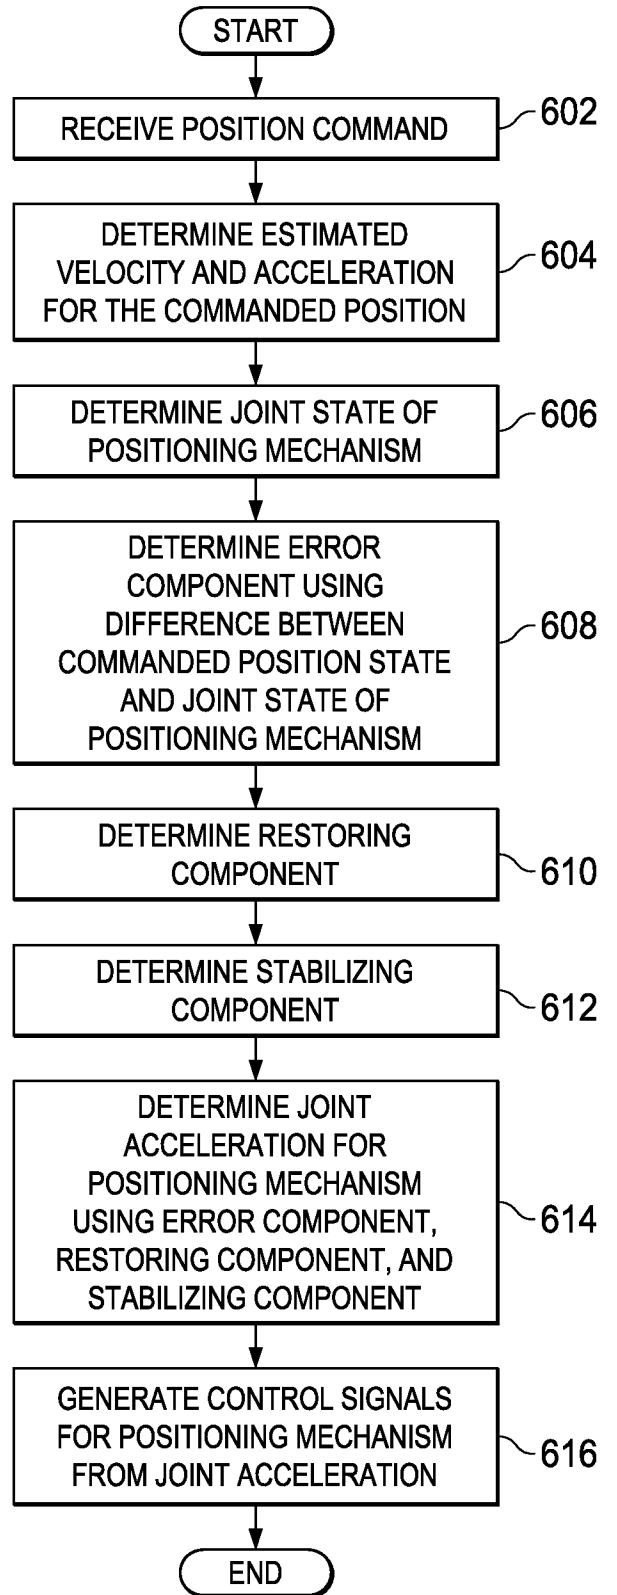 START
RECEIVE POSITION COMMAND
602
DETERMINE ESTIMATED
VELOCITY AND ACCELERATION
FOR THE COMMANDED POSITION
604
DETERMINE JOINT STATE OF
POSITIONING MECHANISM
606
DETERMINE ERROR
COMPONENT USING
DIFFERENCE BETWEEN
COMMANDED POSITION STATE
AND JOINT STATE OF
POSITIONING MECHANISM
608
DETERMINE RESTORING
COMPONENT
610
DETERMINE STABILIZING
COMPONENT
612
DETERMINE JOINT
ACCELERATION FOR
POSITIONING MECHANISM
USING ERROR COMPONENT,
RESTORING COMPONENT, AND
STABILIZING COMPONENT
614
GENERATE CONTROL SIGNALS
FOR POSITIONING MECHANISM
FROM JOINT ACCELERATION
616
END